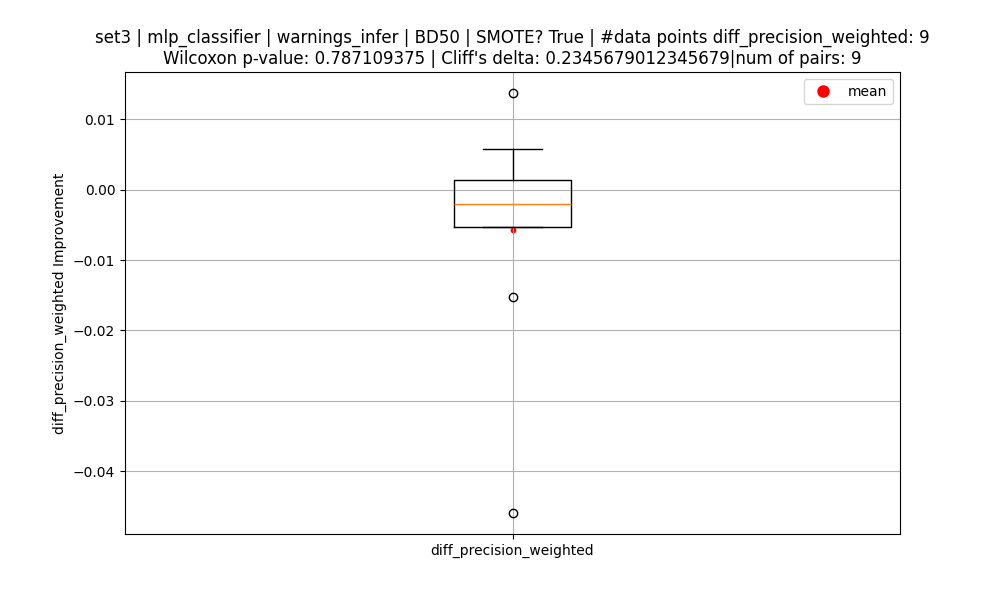 set3 | mlp_classifier | warnings_infer | BD50 | SMOTE? True | #data points diff_precision_weighted: 9
Wilcoxon p-value: 0.787109375 | Cliff's delta: 0.2345679012345679|num of pairs: 9
mean
0.01
0.00
−0.01
−0.02
−0.03
−0.04
diff_precision_weighted Improvement
diff_precision_weighted